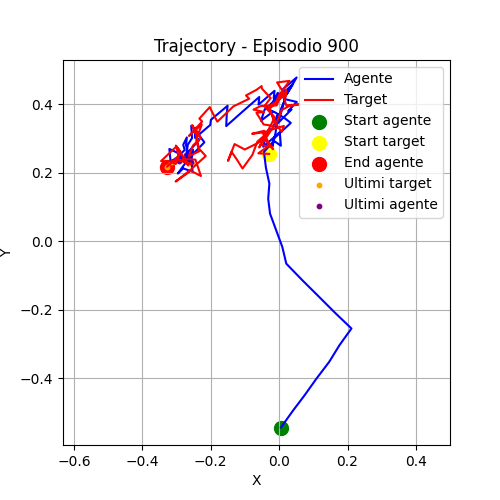 Trajectory - Episodio 900
Agente
Target
Start agente
Start target
End agente
Ultimi target
Ultimi agente
Y
0.4
0.2
0.0
−0.2
−0.4
−0.6
−0.4
−0.2
0.0
0.2
0.4
X